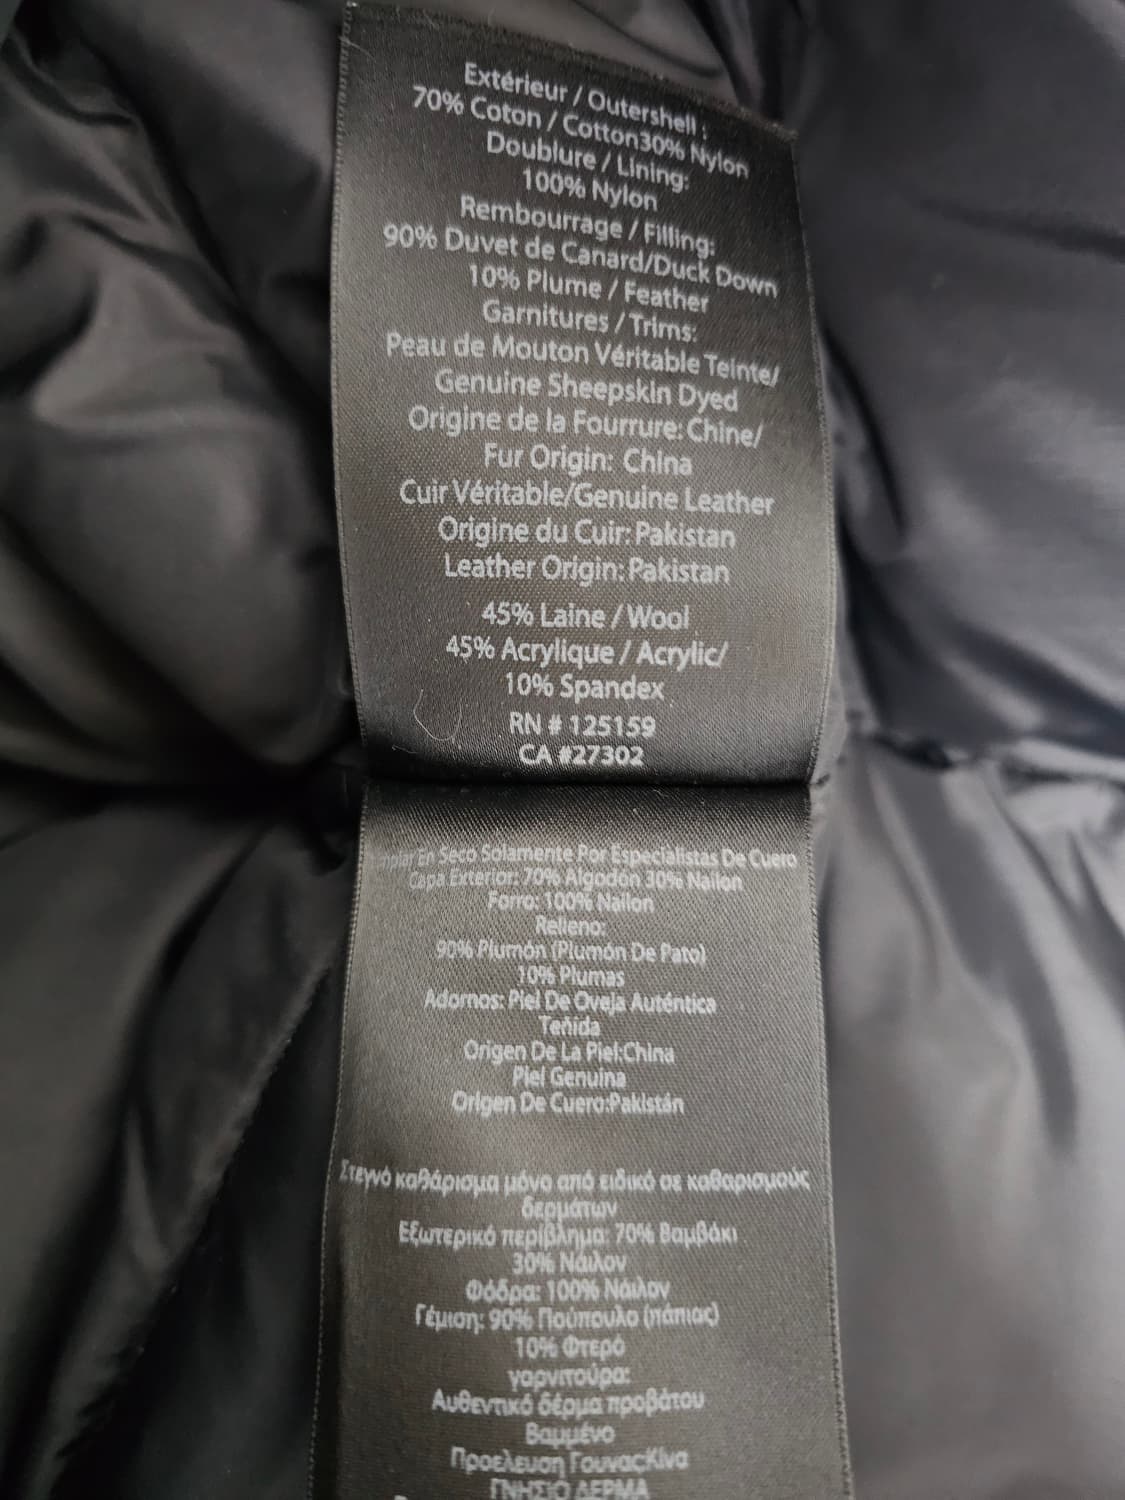 Extérieur / Outershell :
70% Coton / Cotton30% Nylon
Doublure / Lining:
100% Nylon
Rembourrage / Filling:
90% Duvet de Canard/Duck Down
10% Plume / Feather
Garnitures / Trims:
Peau de Mouton Véritable Teinte/
Genuine Sheepskin Dyed
Origine de la Fourrure: Chine/
Fur Origin: China
Cuir Véritable/Genuine Leather
Origine du Cuir: Pakistan
Leather Origin: Pakistan
45% Laine / Wool
45% Acrylique / Acrylic/
10% Spandex
RN # 125159
CA #27302
En Seco Solamente Por Especialistas De Cuero
Capa Exterior: 70% Algodón 30% Nailon
Forro: 100% Nailon
Relleno:
90% Plumón (Plumón De Pato)
10% Plumas
Adornos: Piel De Oveja Auténtica
Teñida
Origen De La Piel:China
Piel Genuina
Origen De Cuero:Pakistán
Στεγνό καθάρισμα μόνο από ειδικό σε καθαρισμούς
δερμάτων
Εξωτερικό περίβλημα: 70% Βαμβάκι
30% Νάιλον
Φόδρα: 100% Νάιλον
Γέμιση: 90% Πούπουλο (πάπιας)
10% Φτερό
γαρνιτούρα:
Αυθεντικό δέρμα προβάτου
Βαμμένο
Προέλευση ΓουναςΚίνα
ΓΝΗΣΙΟ ΔΕΡΜΑ